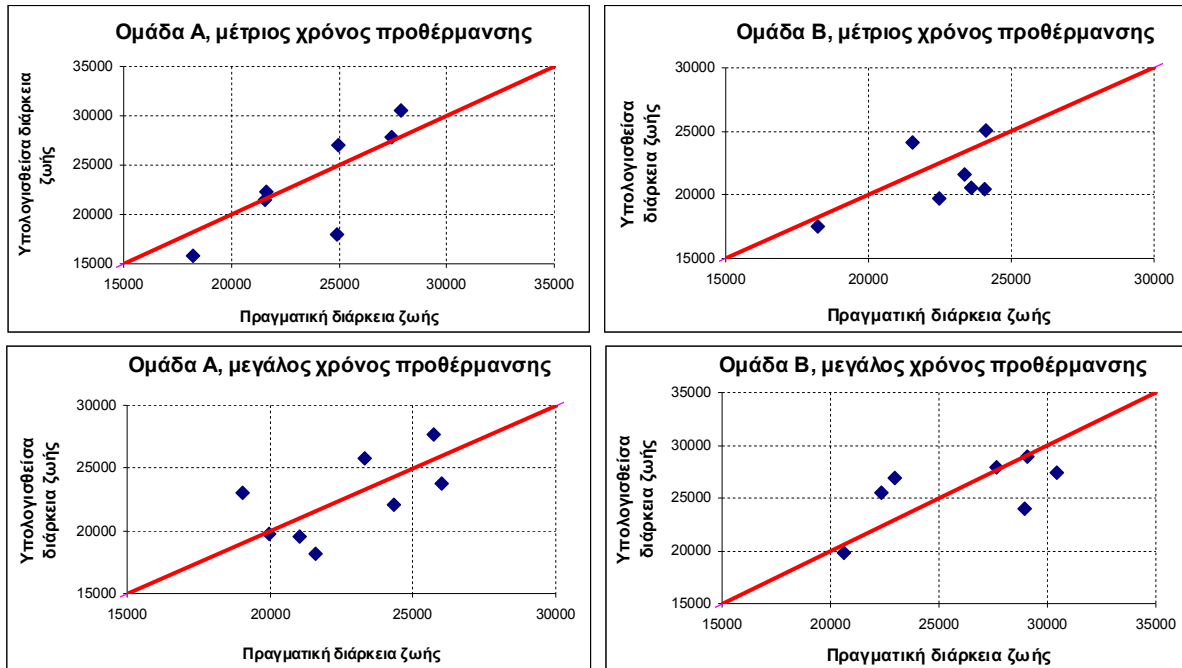 Ομάδα Α, μέτριος χρόνος προθέρμανσης
Υπολογισθείσα διάρκεια
ζωής
35000
30000
25000
20000
15000
15000 20000 25000 30000 35000
Πραγματική διάρκεια ζωής
Ομάδα Β, μέτριος χρόνος προθέρμανσης
Υπολογισθείσα
διάρκεια ζωής
30000
25000
20000
15000
15000 20000 25000 30000
Πραγματική διάρκεια ζωής
Ομάδα Α, μεγάλος χρόνος προθέρμανσης
Υπολογισθείσα
διάρκεια ζωής
30000
25000
20000
15000
15000 20000 25000 30000
Πραγματική διάρκεια ζωής
Ομάδα Β, μεγάλος χρόνος προθέρμανσης
Υπολογισθείσα
διάρκεια ζωής
35000
30000
25000
20000
15000
15000 20000 25000 30000 35000
Πραγματική διάρκεια ζωής